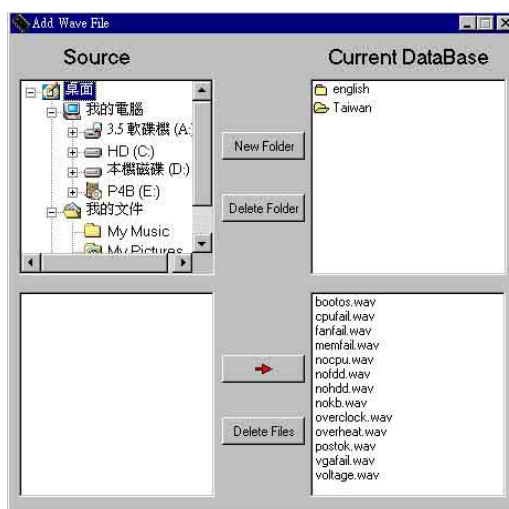 Add Wave File
Source
Current DataBase
桌面
我的電腦
3.5 軟碟機 (A:
HD (C:)
本機磁碟 (D:)
P4B (E:)
我的文件
My Music
My Pictures
New Folder
Delete Folder
english
Taiwan
Delete Files
bootos.wav
cpufail.wav
fanfail.wav
memfail.wav
nocpu.wav
nofdd.wav
nohdd.wav
nokb.wav
overclock.wav
overheat.wav
postok.wav
vgafail.wav
voltage.wav